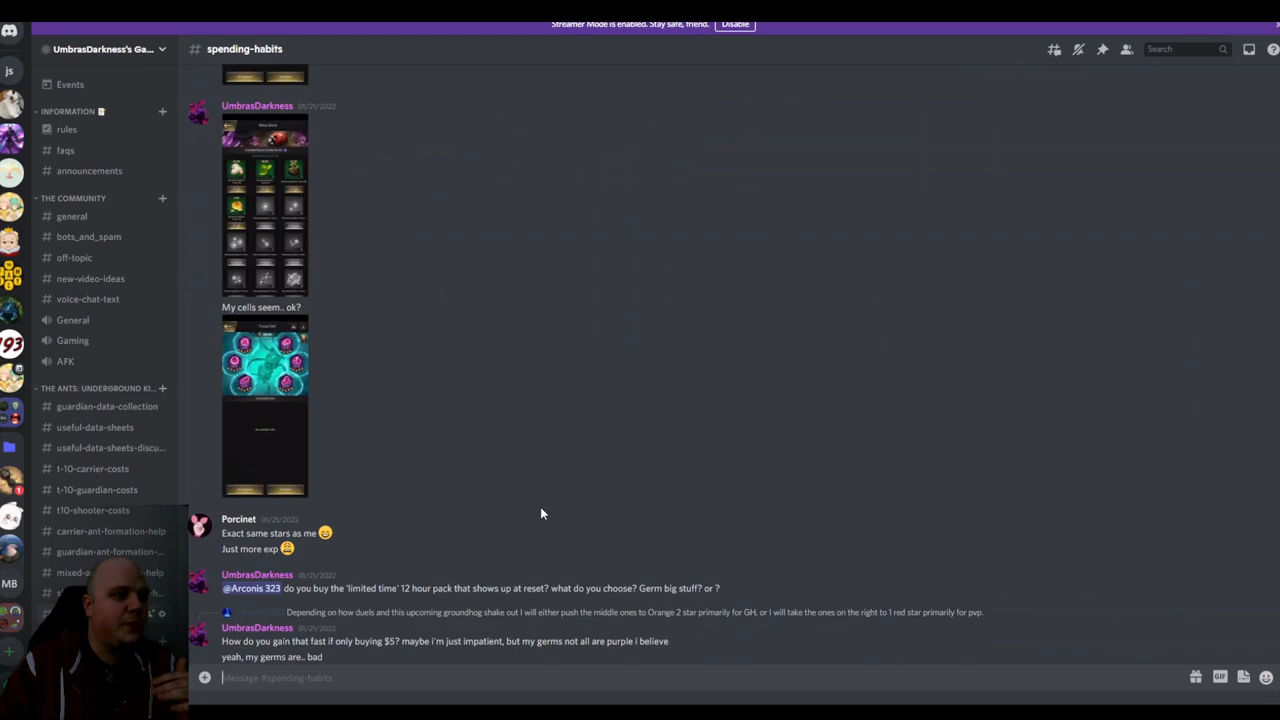 Streamer Mode is enabled. Stay safe, friend.
Disable
UmbrasDarkness's Ga...
spending-habits
Search
js
Events
INFORMATION
rules
faqs
announcements
THE COMMUNITY
general
bots_and_spam
off-topic
new-video-ideas
voice-chat-text
General
Gaming
193
AFK
THE ANTS: UNDERGROUND KI...
guardian-data-collection
useful-data-sheets
useful-data-sheets-discu...
t-10-carrier-costs
t-10-guardian-costs
1
t-10-shooter-costs
carrier-ant-formation-help
guardian-ant-formation-...
MB
UmbrasDarkness 01/21/2022
My cells seem.. ok?
Porcinet 01/21/2022
Exact same stars as me
Just more exp
UmbrasDarkness 01/21/2022
@Arconis 323 do you buy the 'limited time' 12 hour pack that shows up at reset? what do you choose? Germ big stuff? or ?
Depending on how duels and this upcoming groundhog shake out I will either push the middle ones to Orange 2 star primarily for GH, or I will take the ones on the right to 1 red star primarily for pvp.
UmbrasDarkness 01/21/2022
How do you gain that fast if only buying $5? maybe i'm just impatient, but my germs not all are purple i believe
yeah, my germs are.. bad
Message #spending-habits
GIF